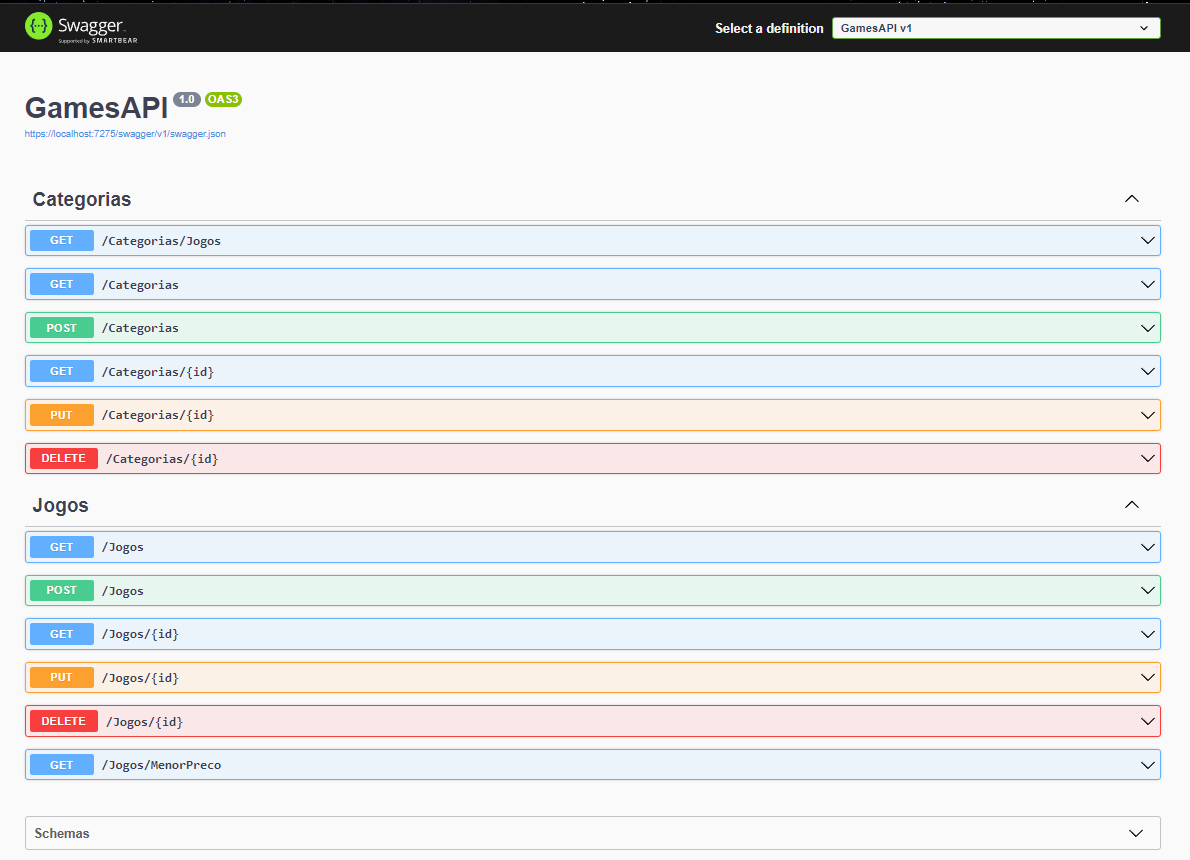 Swagger
Supported by SMARTBEAR
Select a definition
GamesAPI v1
GamesAPI 1.0 OAS3
https://localhost:7275/swagger/v1/swagger.json
Categorias
GET /Categorias/Jogos
GET /Categorias
POST /Categorias
GET /Categorias/{id}
PUT /Categorias/{id}
DELETE /Categorias/{id}
Jogos
GET /Jogos
POST /Jogos
GET /Jogos/{id}
PUT /Jogos/{id}
DELETE /Jogos/{id}
GET /Jogos/MenorPreco
Schemas